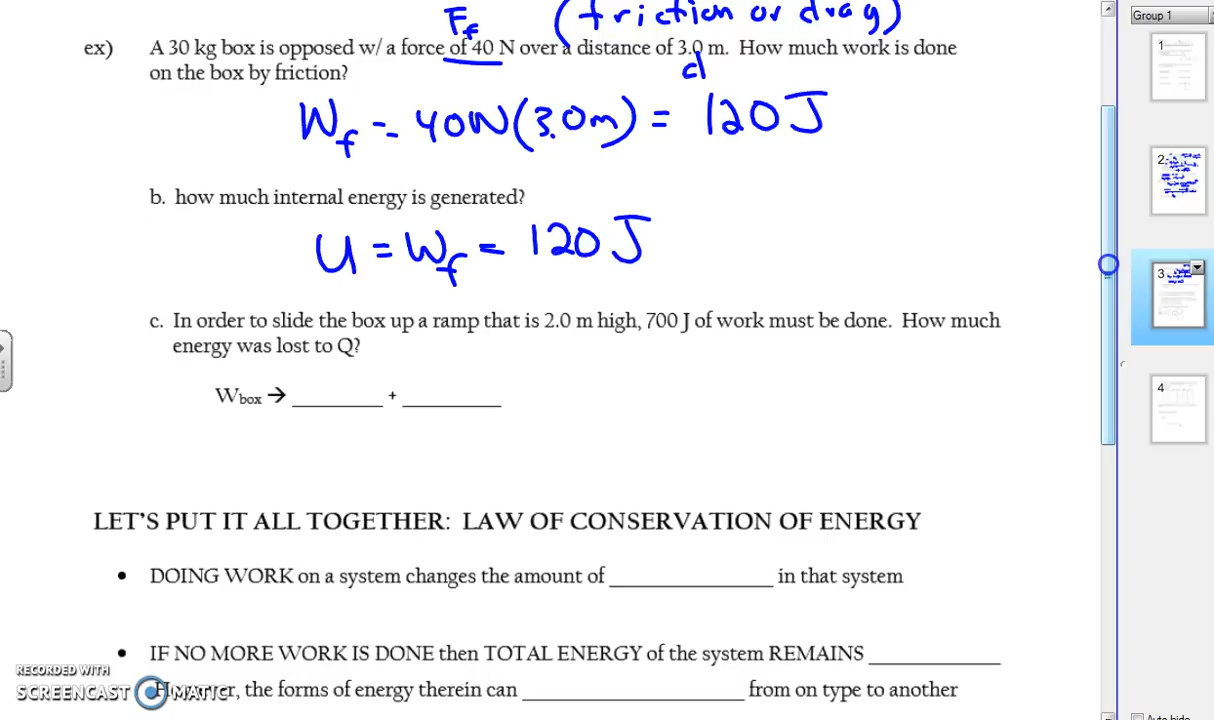 Ff (friction or drag)
ex) A 30 kg box is opposed w/ a force of 40 N over a distance of 3.0 m. How much work is done
on the box by friction?
d
Wf = 40N(3.0m) = 120 J
b. how much internal energy is generated?
U = Wf = 120 J
c. In order to slide the box up a ramp that is 2.0 m high, 700 J of work must be done. How much
energy was lost to Q?
Wbox → ________ + ________
LET'S PUT IT ALL TOGETHER: LAW OF CONSERVATION OF ENERGY
• DOING WORK on a system changes the amount of ______________ in that system
• IF NO MORE WORK IS DONE then TOTAL ENERGY of the system REMAINS ___________
However, the forms of energy therein can ___________________ from on type to another
RECORDED WITH
SCREENCAST MATIC
Group 1
1
2
3
4
Auto hide